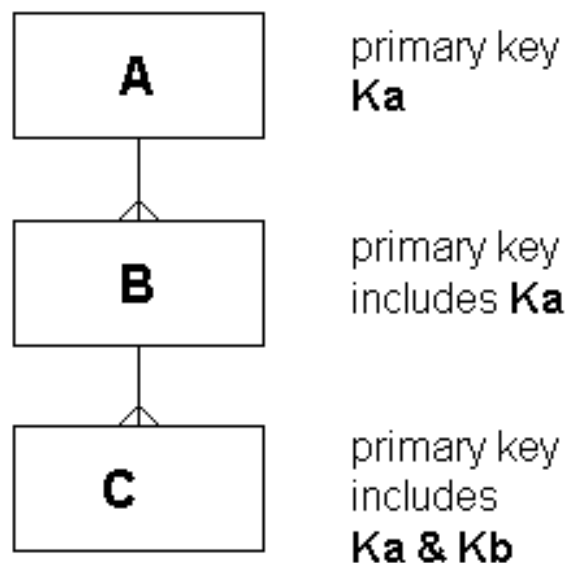 A
primary key
Ka
B
primary key
includes Ka
C
primary key
includes
Ka & Kb